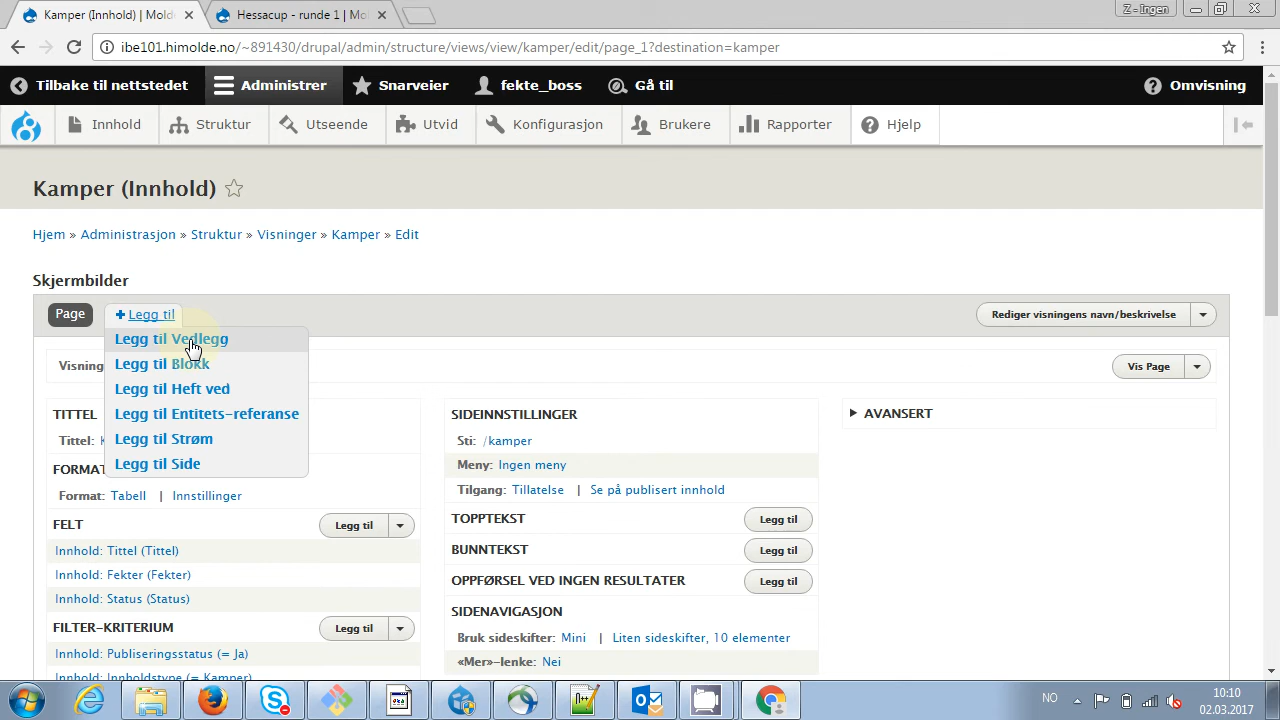 Kamper (Innhold) | Mold
Hessacup - runde 1 | Mol
Z - Ingen
ibe101.himolde.no/~891430/drupal/admin/structure/views/view/kamper/edit/page_1?destination=kamper
Tilbake til nettstedet Administrer Snarveier fekte_boss Gå til Omvisning
Innhold Struktur Utseende Utvid Konfigurasjon Brukere Rapporter Hjelp
Kamper (Innhold)
Hjem » Administrasjon » Struktur » Visninger » Kamper » Edit
Skjermbilder
Page Legg til Rediger visningens navn/beskrivelse
Legg til Vedlegg
Legg til Blokk
Legg til Heft ved
Legg til Entitets-referanse
Legg til Strøm
Legg til Side
Visning Vis Page
TITTEL
Tittel: K
FORMAT
Format: Tabell | Innstillinger
FELT Legg til
Innhold: Tittel (Tittel)
Innhold: Fekter (Fekter)
Innhold: Status (Status)
FILTER-KRITERIUM Legg til
Innhold: Publiseringsstatus (= Ja)
Innhold: Innholdstype (= Kamper)
SIDEINNSTILLINGER
Sti: /kamper
Meny: Ingen meny
Tilgang: Tillatelse | Se på publisert innhold
TOPPTEKST Legg til
BUNNTEKST Legg til
OPPFØRSEL VED INGEN RESULTATER Legg til
SIDENAVIGASJON
Bruk sideskifter: Mini | Liten sideskifter, 10 elementer
«Mer»-lenke: Nei
AVANSERT
NO
10:10
02.03.2017